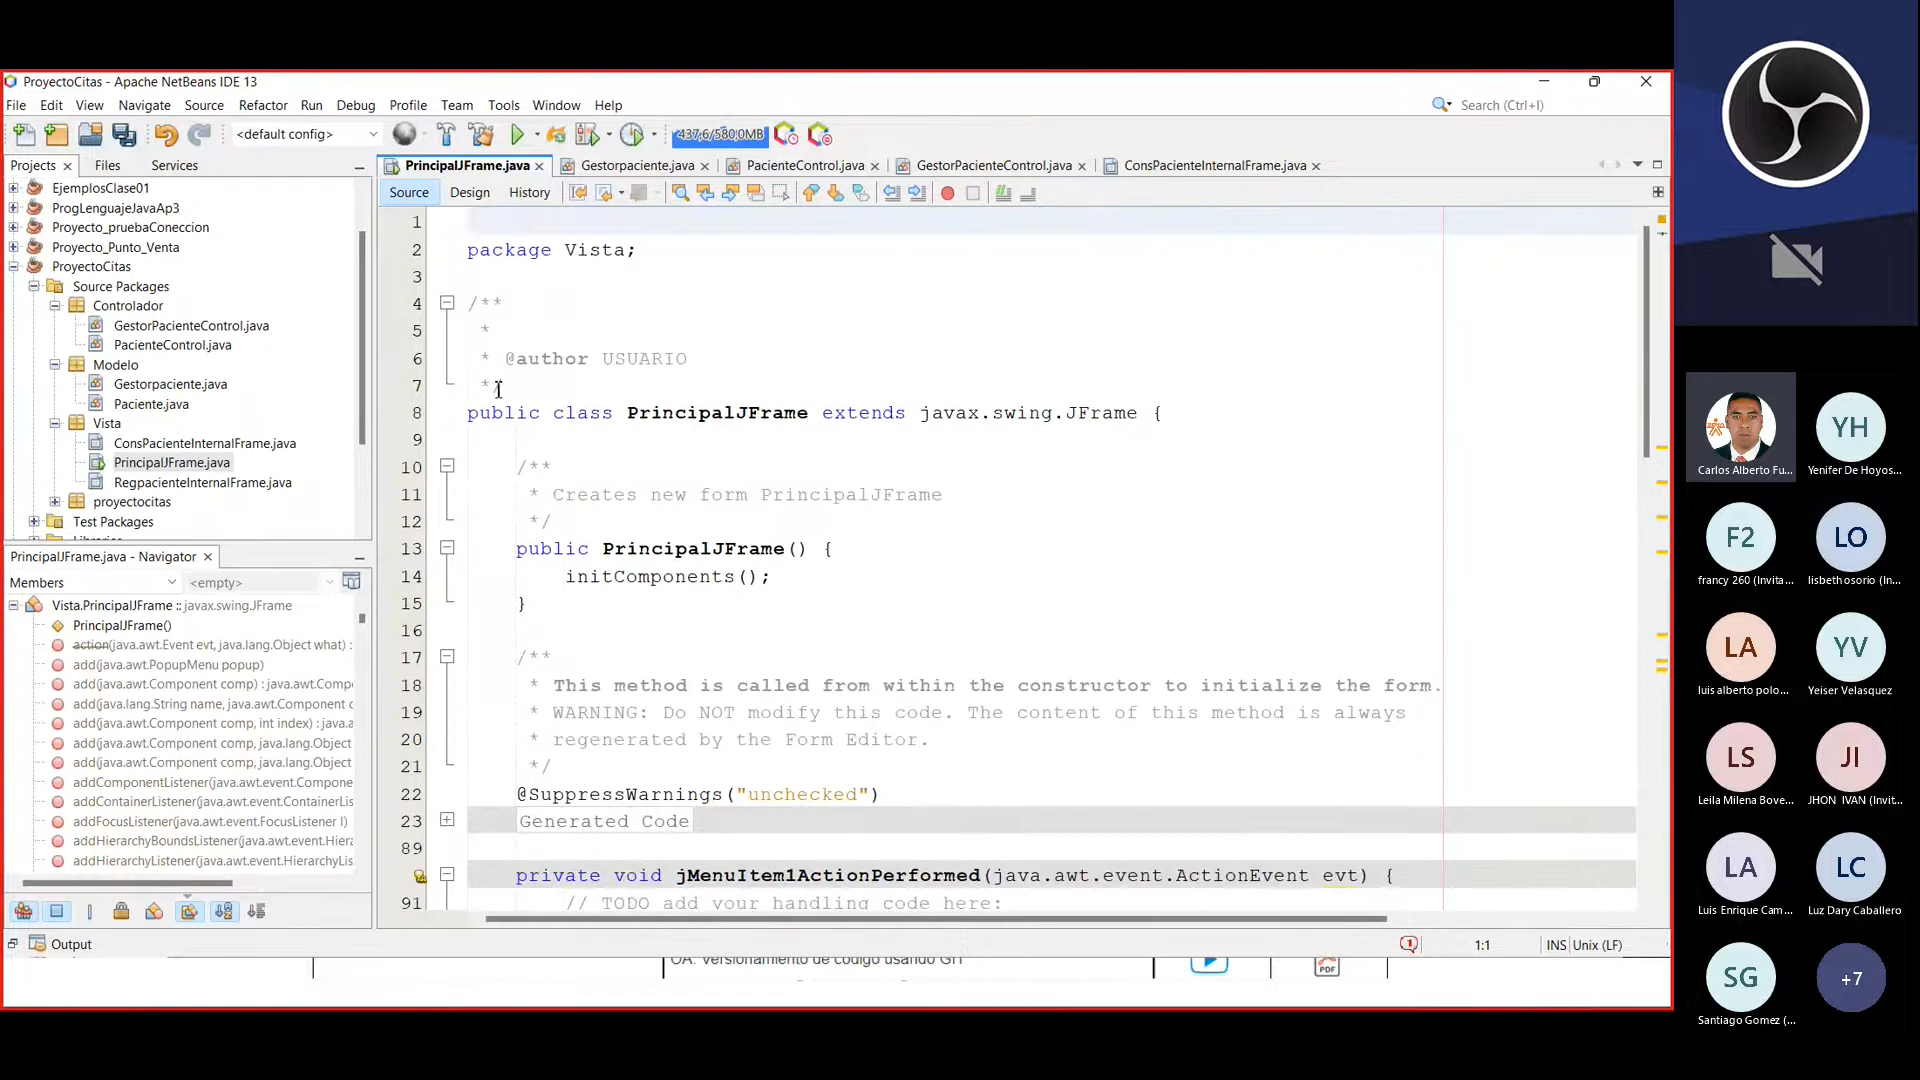 ProyectoCitas - Apache NetBeans IDE 13
File Edit View Navigate Source Refactor Run Debug Profile Team Tools Window Help
Search (Ctrl+I)
<default config>
437,6/580,0MB
Projects Files Services
EjemplosClase01
ProgLenguajeJavaAp3
Proyecto_pruebaConeccion
Proyecto_Punto_Venta
ProyectoCitas
Source Packages
Controlador
GestorPacienteControl.java
PacienteControl.java
Modelo
Gestorpaciente.java
Paciente.java
Vista
ConsPacienteInternalFrame.java
PrincipalJFrame.java
RegpacienteInternalFrame.java
proyectocitas
Test Packages
PrincipalJFrame.java - Navigator
Members
<empty>
Vista.PrincipalJFrame :: javax.swing.JFrame
PrincipalJFrame()
action(java.awt.Event evt, java.lang.Object what) :
add(java.awt.PopupMenu popup)
add(java.awt.Component comp) : java.awt.Compo
add(java.lang.String name, java.awt.Component c
add(java.awt.Component comp, int index) : java.a
add(java.awt.Component comp, java.lang.Object
add(java.awt.Component comp, java.lang.Object
addComponentListener(java.awt.event.Compone
addContainerListener(java.awt.event.ContainerLis
addFocusListener(java.awt.event.FocusListener l)
addHierarchyBoundsListener(java.awt.event.Hiera
addHierarchyListener(java.awt.event.HierarchyLis
Output
PrincipalJFrame.java Gestorpaciente.java PacienteControl.java GestorPacienteControl.java ConsPacienteInternalFrame.java
Source Design History
1
2 package Vista;
3
4 /**
5 *
6 * @author USUARIO
7 */
8 public class PrincipalJFrame extends javax.swing.JFrame {
9
10 /**
11 * Creates new form PrincipalJFrame
12 */
13 public PrincipalJFrame() {
14 initComponents();
15 }
16
17 /**
18 * This method is called from within the constructor to initialize the form.
19 * WARNING: Do NOT modify this code. The content of this method is always
20 * regenerated by the Form Editor.
21 */
22 @SuppressWarnings("unchecked")
23 Generated Code
89
private void jMenuItem1ActionPerformed(java.awt.event.ActionEvent evt) {
91 // TODO add your handling code here:
1 1:1 INS Unix (LF)
OA. Versionamiento de código usando GIT
PDF
Carlos Alberto Fu...
YH
Yenifer De Hoyos...
F2
francy 260 (Invita...
LO
lisbeth osorio (In...
LA
luis alberto polo...
YV
Yeiser Velasquez
LS
Leila Milena Bove...
JI
JHON IVAN (Invit...
LA
Luis Enrique Cam...
LC
Luz Dary Caballero
SG
Santiago Gomez (...
+7